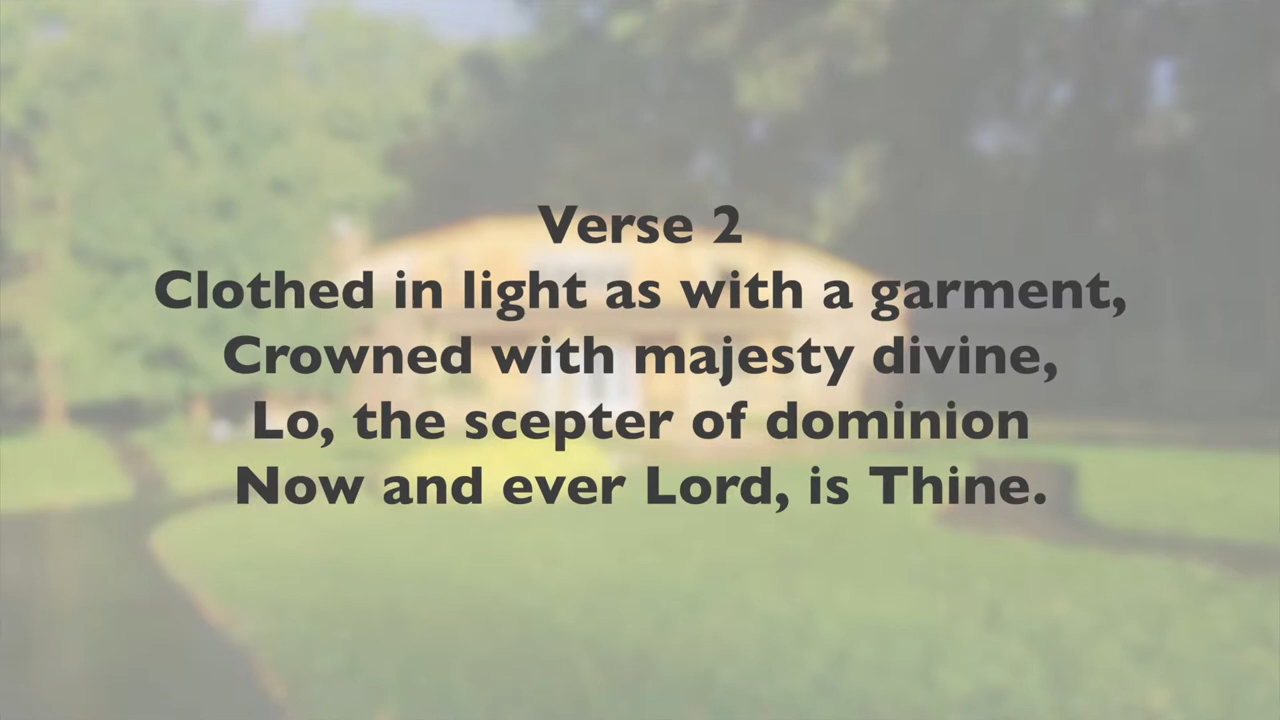 Verse 2
Clothed in light as with a garment,
Crowned with majesty divine,
Lo, the scepter of dominion
Now and ever Lord, is Thine.